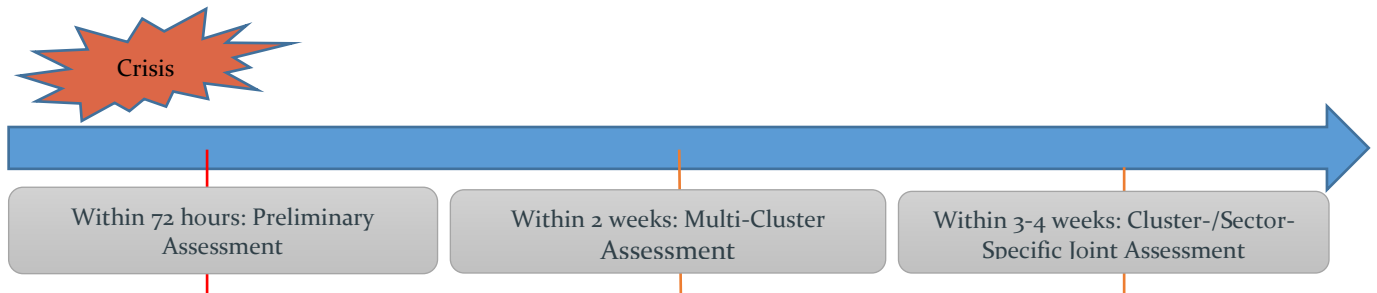 Crisis
Within 72 hours: Preliminary
Assessment
Within 2 weeks: Multi-Cluster
Assessment
Within 3-4 weeks: Cluster-/Sector-
Specific Joint Assessment